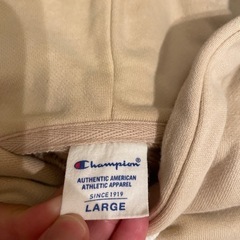 Champion
AUTHENTIC AMERICAN
ATHLETIC APPAREL
SINCE 1919
LARGE